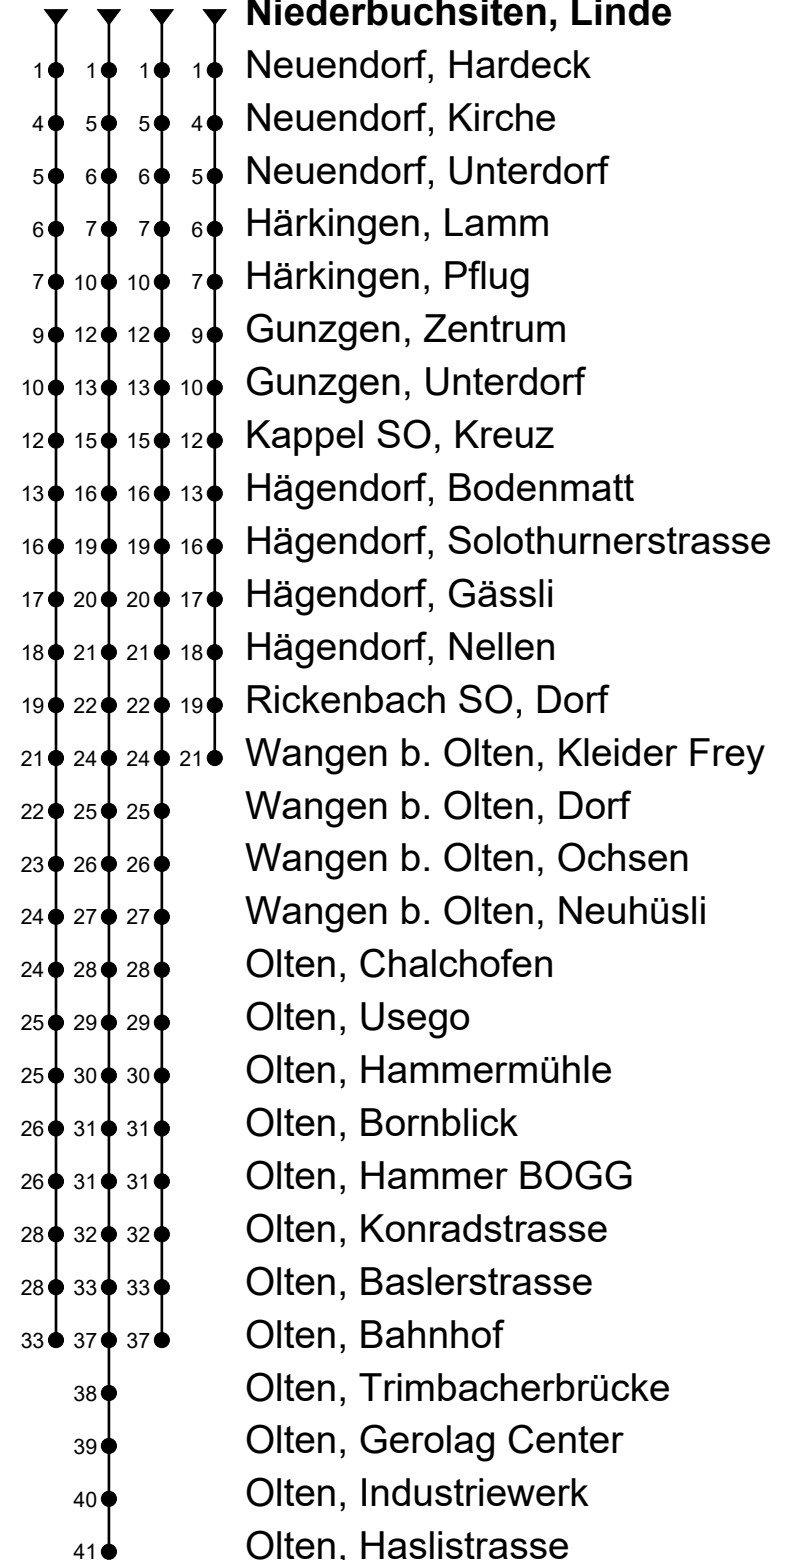 Niederbuchsiten, Linde
1 1 1 1 Neuendorf, Hardeck
4 5 5 4 Neuendorf, Kirche
5 6 6 5 Neuendorf, Unterdorf
6 7 7 6 Härkingen, Lamm
7 10 10 7 Härkingen, Pflug
9 12 12 9 Gunzgen, Zentrum
10 13 13 10 Gunzgen, Unterdorf
12 15 15 12 Kappel SO, Kreuz
13 16 16 13 Hägendorf, Bodenmatt
16 19 19 16 Hägendorf, Solothurnerstrasse
17 20 20 17 Hägendorf, Gässli
18 21 21 18 Hägendorf, Nellen
19 22 22 19 Rickenbach SO, Dorf
21 24 24 21 Wangen b. Olten, Kleider Frey
22 25 25 Wangen b. Olten, Dorf
23 26 26 Wangen b. Olten, Ochsen
24 27 27 Wangen b. Olten, Neuhüsli
24 28 28 Olten, Chalchofen
25 29 29 Olten, Usego
25 30 30 Olten, Hammermühle
26 31 31 Olten, Bornblick
26 31 31 Olten, Hammer BOGG
28 32 32 Olten, Konradstrasse
28 33 33 Olten, Baslerstrasse
33 37 37 Olten, Bahnhof
38 Olten, Trimbacherbrücke
39 Olten, Gerolag Center
40 Olten, Industriewerk
41 Olten, Haslistrasse